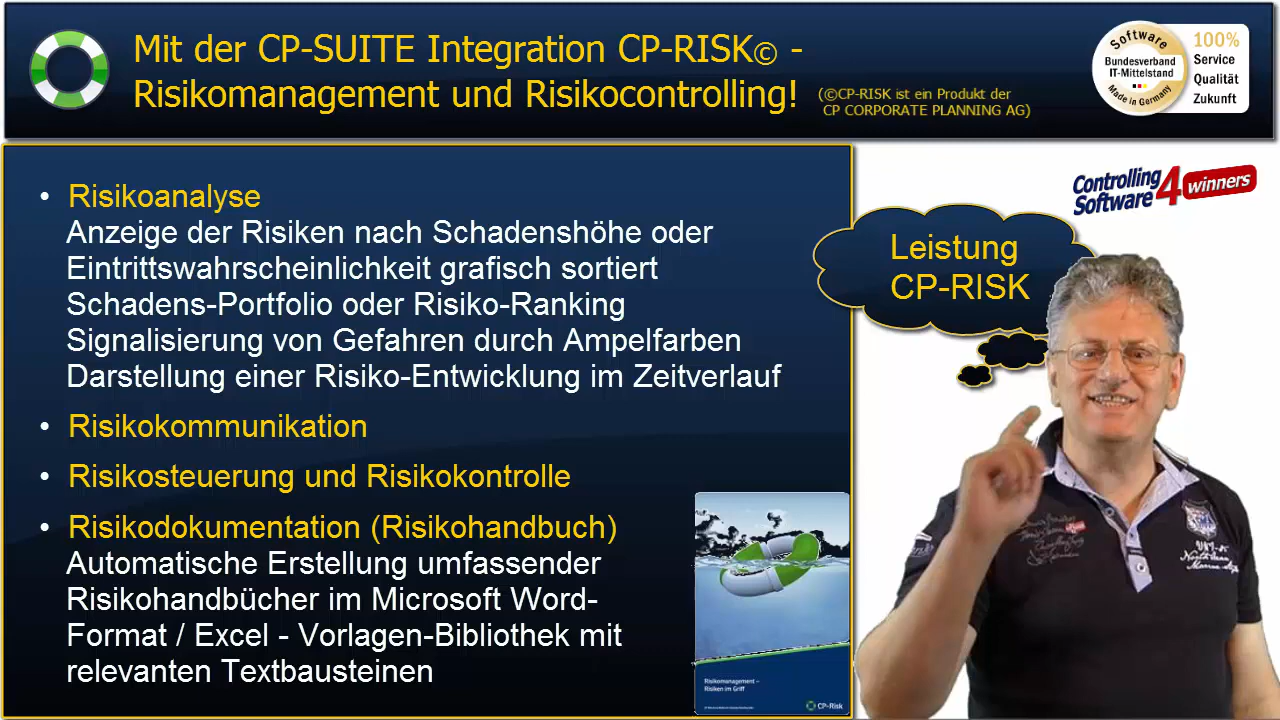 Mit der CP-SUITE Integration CP-RISK© -
Risikomanagement und Risikocontrolling!
(©CP-RISK ist ein Produkt der
CP CORPORATE PLANNING AG)
Software
Bundesverband
IT-Mittelstand
Made in Germany
100%
Service
Qualität
Zukunft
Controlling
Software
4
winners
• Risikoanalyse
Anzeige der Risiken nach Schadenshöhe oder
Eintrittswahrscheinlichkeit grafisch sortiert
Schadens-Portfolio oder Risiko-Ranking
Signalisierung von Gefahren durch Ampelfarben
Darstellung einer Risiko-Entwicklung im Zeitverlauf
• Risikokommunikation
• Risikosteuerung und Risikokontrolle
• Risikodokumentation (Risikohandbuch)
Automatische Erstellung umfassender
Risikohandbücher im Microsoft Word-
Format / Excel - Vorlagen-Bibliothek mit
relevanten Textbausteinen
Leistung
CP-RISK
Risikomanagement –
Risiken im Griff
CP-Risk